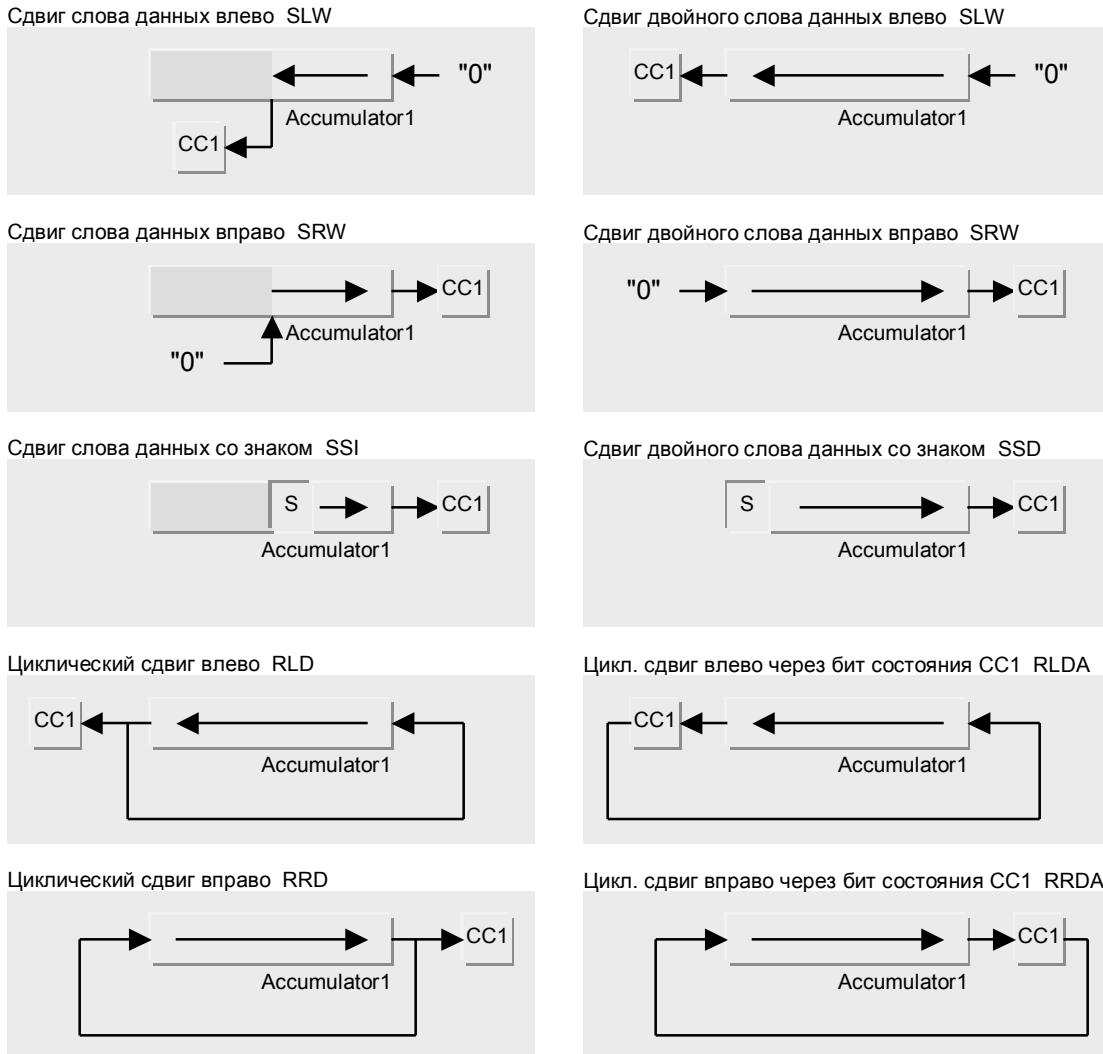 Сдвиг слова данных влево SLW
"0"
Accumulator1
CC1
Сдвиг двойного слова данных влево SLW
CC1
"0"
Accumulator1
Сдвиг слова данных вправо SRW
CC1
Accumulator1
"0"
Сдвиг двойного слова данных вправо SRW
"0"
CC1
Accumulator1
Сдвиг слова данных со знаком SSI
S
CC1
Accumulator1
Сдвиг двойного слова данных со знаком SSD
S
CC1
Accumulator1
Циклический сдвиг влево RLD
CC1
Accumulator1
Цикл. сдвиг влево через бит состояния CC1 RLDA
CC1
Accumulator1
Циклический сдвиг вправо RRD
CC1
Accumulator1
Цикл. сдвиг вправо через бит состояния CC1 RRDA
CC1
Accumulator1